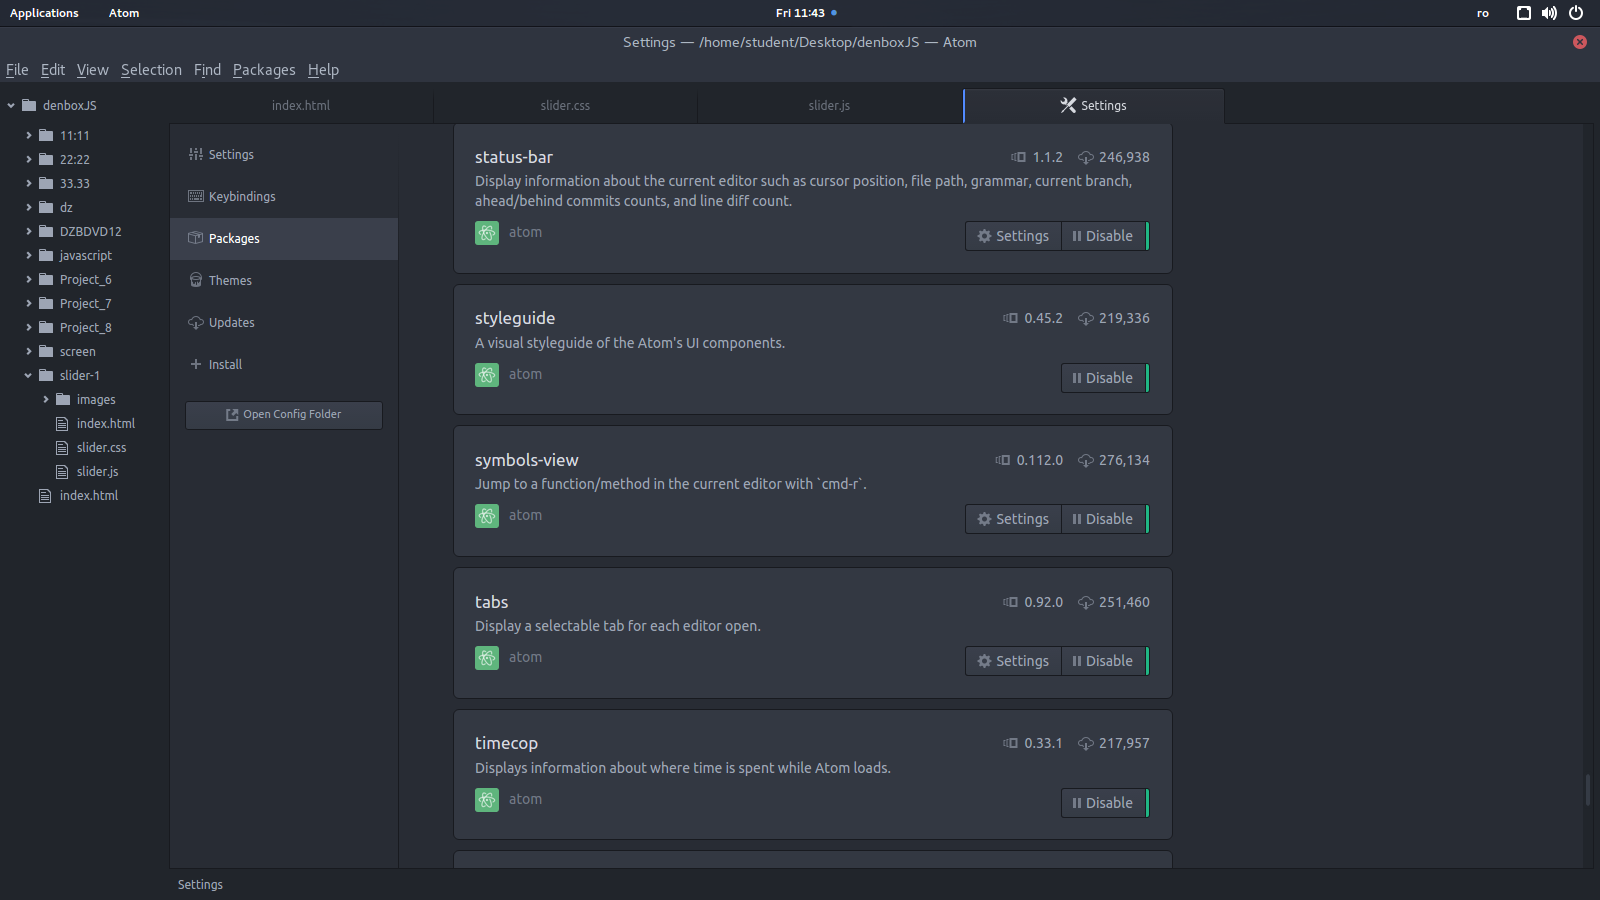 Applications Atom Fri 11:43 ro
Settings — /home/student/Desktop/denboxJS — Atom
File Edit View Selection Find Packages Help
denboxJS
11:11
22:22
33.33
dz
DZBDVD12
javascript
Project_6
Project_7
Project_8
screen
slider-1
images
index.html
slider.css
slider.js
index.html
index.html slider.css slider.js Settings
Settings
Keybindings
Packages
Themes
Updates
Install
Open Config Folder
status-bar 1.1.2 246,938
Display information about the current editor such as cursor position, file path, grammar, current branch,
ahead/behind commits counts, and line diff count.
atom Settings Disable
styleguide 0.45.2 219,336
A visual styleguide of the Atom's UI components.
atom Disable
symbols-view 0.112.0 276,134
Jump to a function/method in the current editor with `cmd-r`.
atom Settings Disable
tabs 0.92.0 251,460
Display a selectable tab for each editor open.
atom Settings Disable
timecop 0.33.1 217,957
Displays information about where time is spent while Atom loads.
atom Disable
Settings